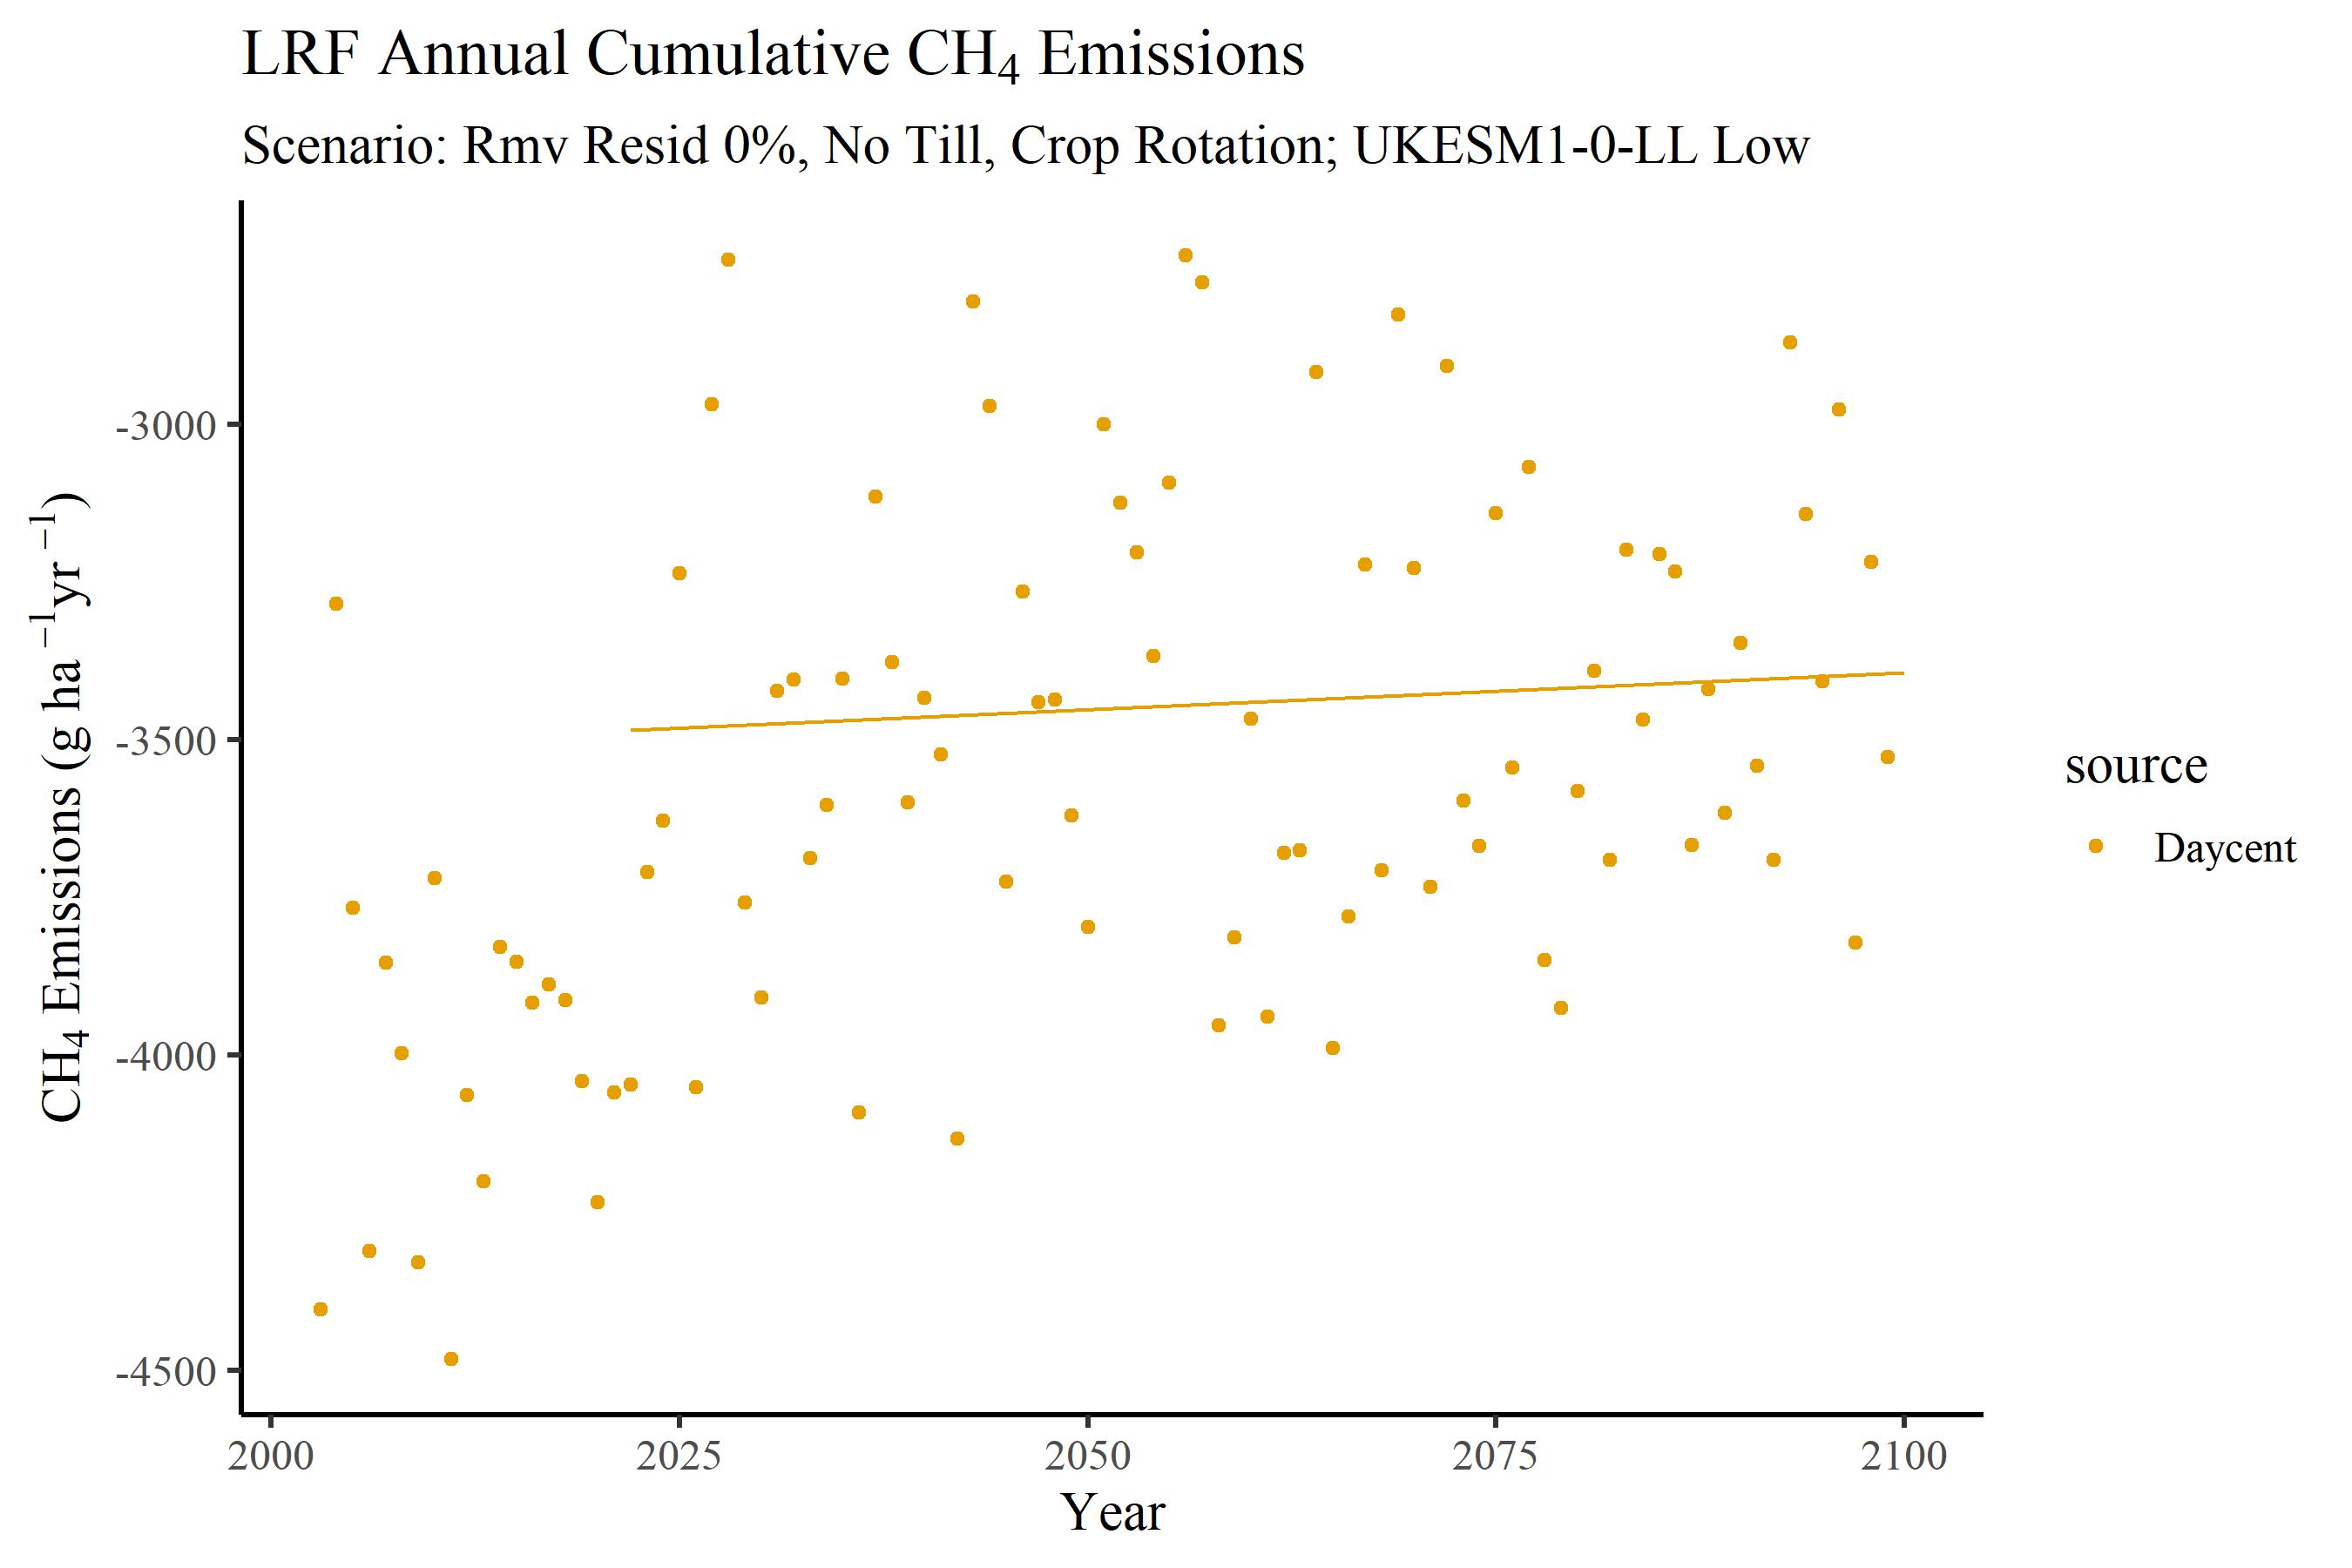 LRF Annual Cumulative CH₄ Emissions
Scenario: Rmv Resid 0%, No Till, Crop Rotation; UKESM1-0-LL Low
CH₄ Emissions (g ha ⁻¹yr ⁻¹)
-3000
-3500
-4000
-4500
2000 2025 2050 2075 2100
Year
source
Daycent